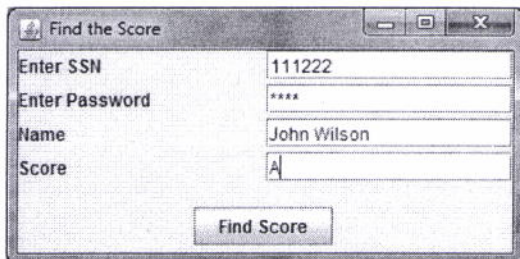 Find the Score
Enter SSN 111222
Enter Password ****
Name John Wilson
Score A
Find Score